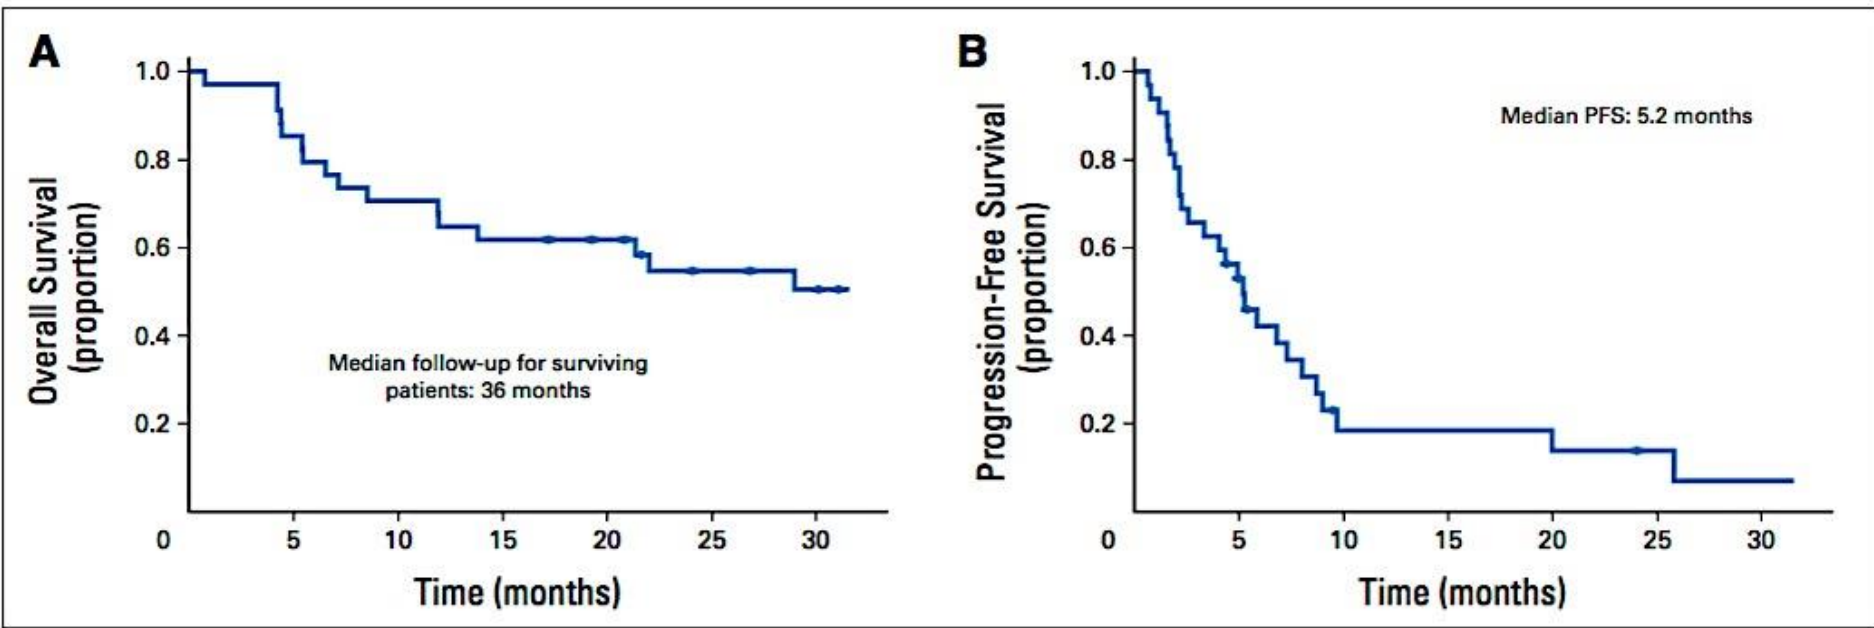 A
Overall Survival
(proportion)
1.0
0.8
0.6
0.4
0.2
0
5
10
15
20
25
30
Median follow-up for surviving
patients: 36 months
Time (months)
B
Progression-Free Survival
(proportion)
1.0
0.8
0.6
0.4
0.2
0
5
10
15
20
25
30
Median PFS: 5.2 months
Time (months)